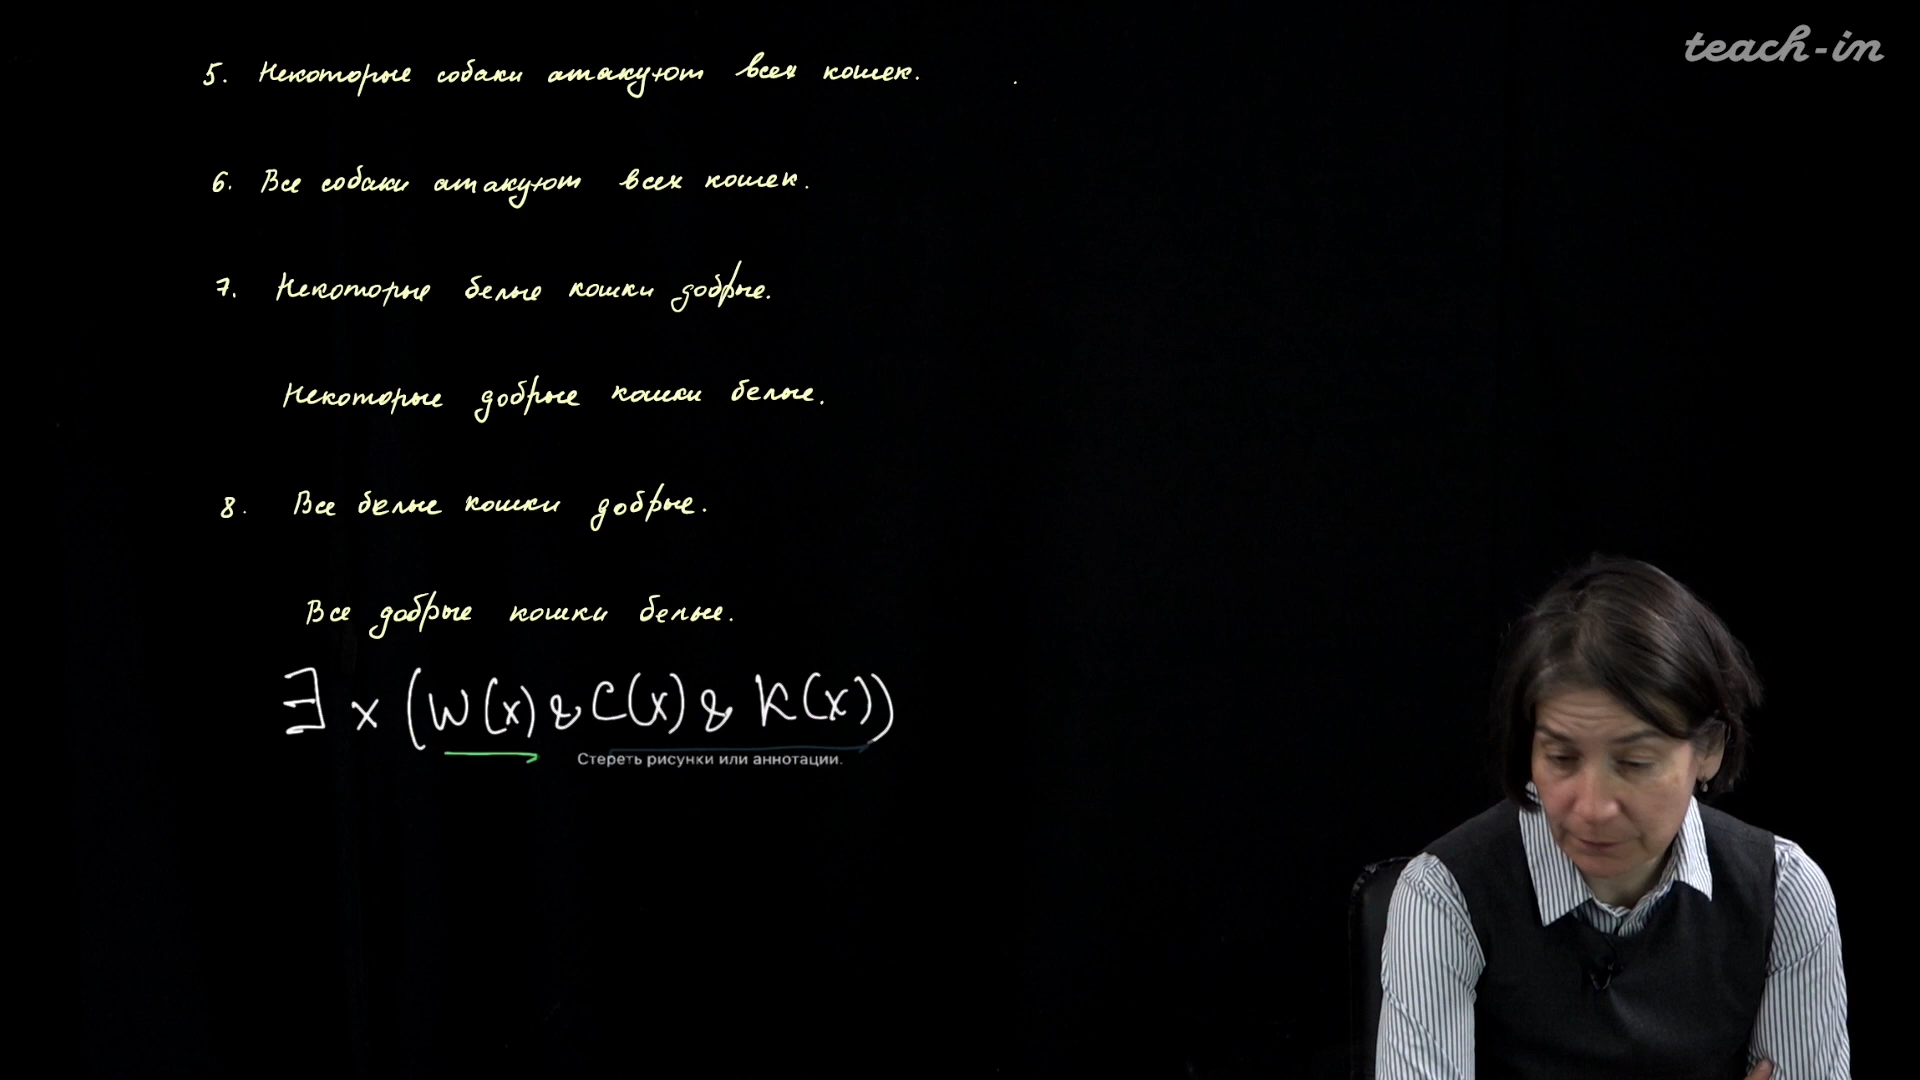 teach-in
5. Некоторые собаки атакуют всех кошек.
6. Все собаки атакуют всех кошек.
7. Некоторые белые кошки добрые.
Некоторые добрые кошки белые.
8. Все белые кошки добрые.
Все добрые кошки белые.
∃ x (W(x) & C(x) & K(x))
Стереть рисунки или аннотации.